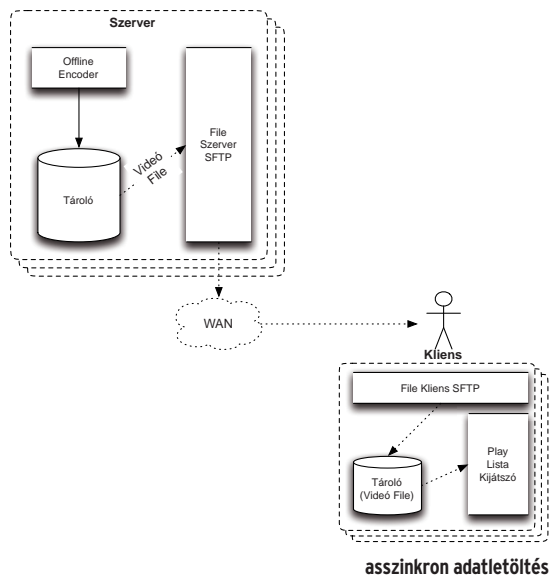 Szerver
Offline
Encoder
File
Szerver
SFTP
Videó
File
Tároló
WAN
Kliens
File Kliens SFTP
Play
Lista
Kijátszó
Tároló
(Videó File)
asszinkron adatletöltés